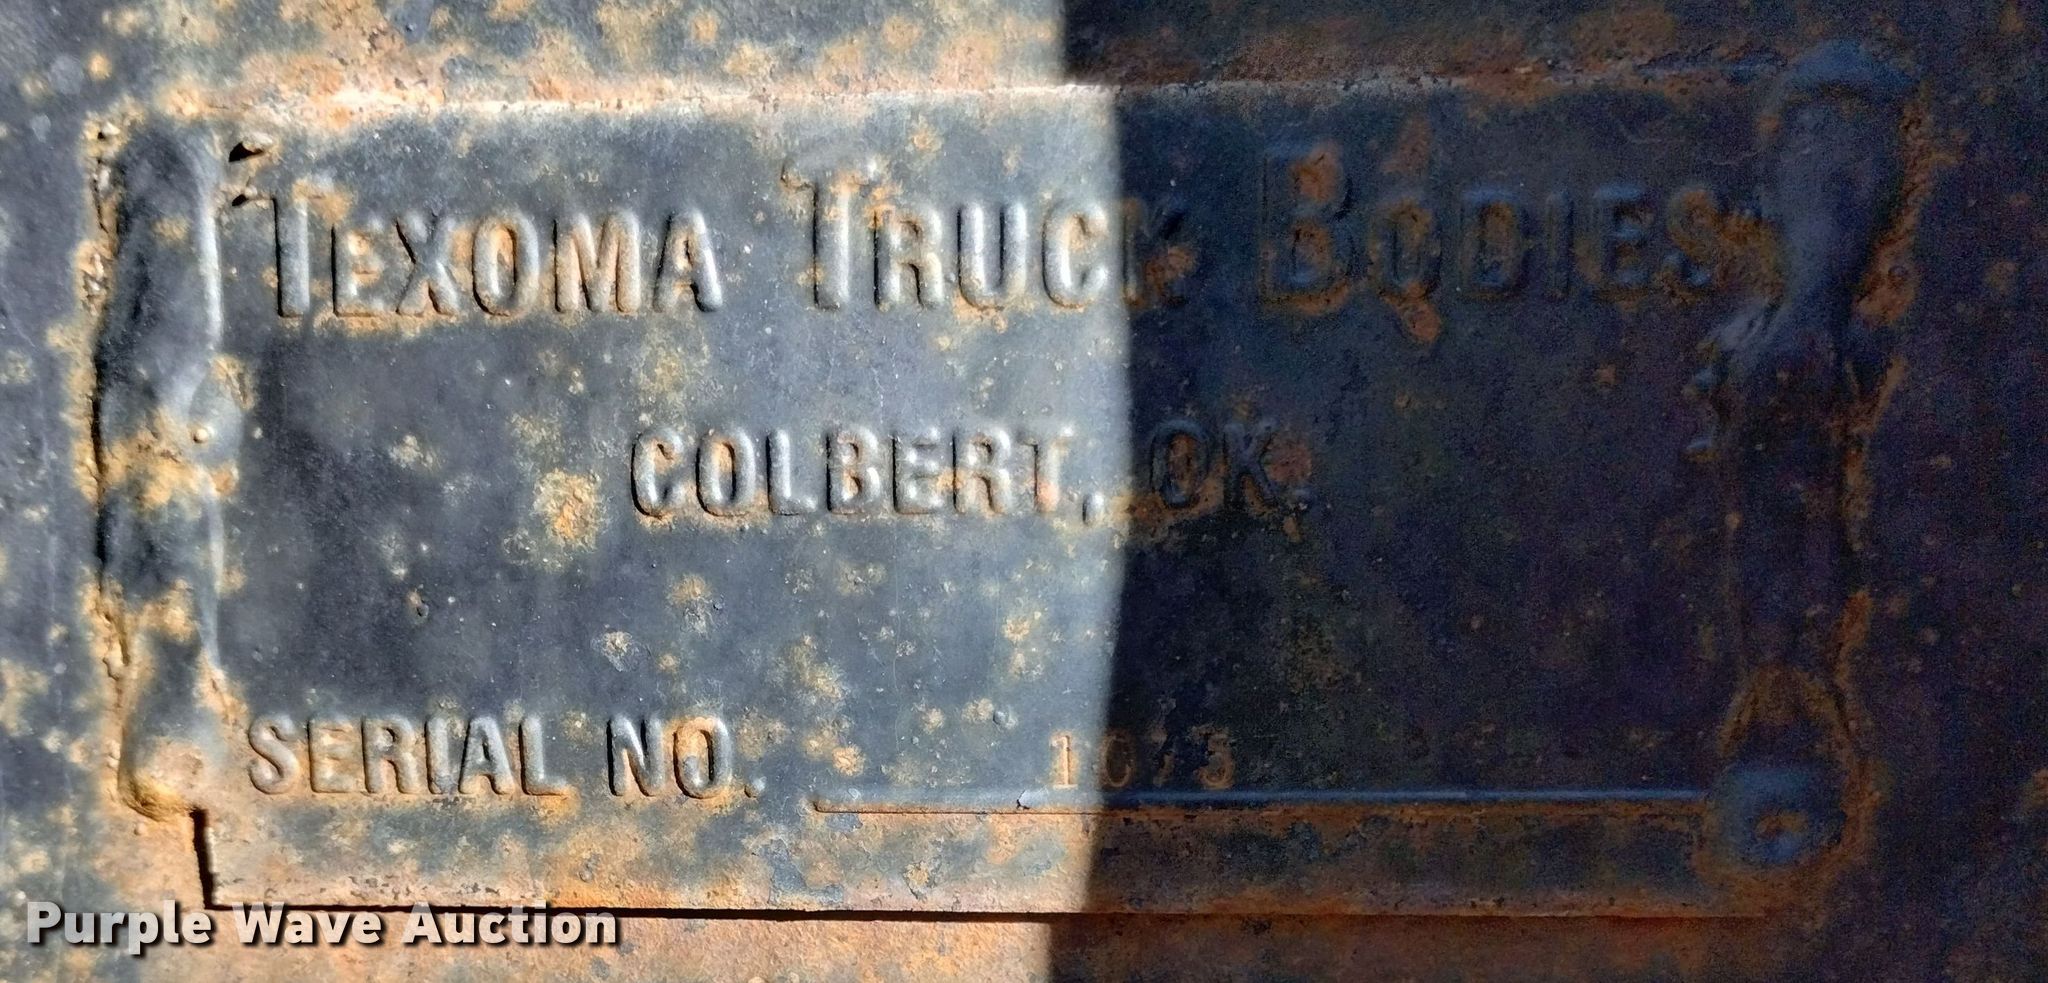 TEXOMA TRUCK BODIES
COLBERT, OK.
SERIAL NO.
Purple Wave Auction